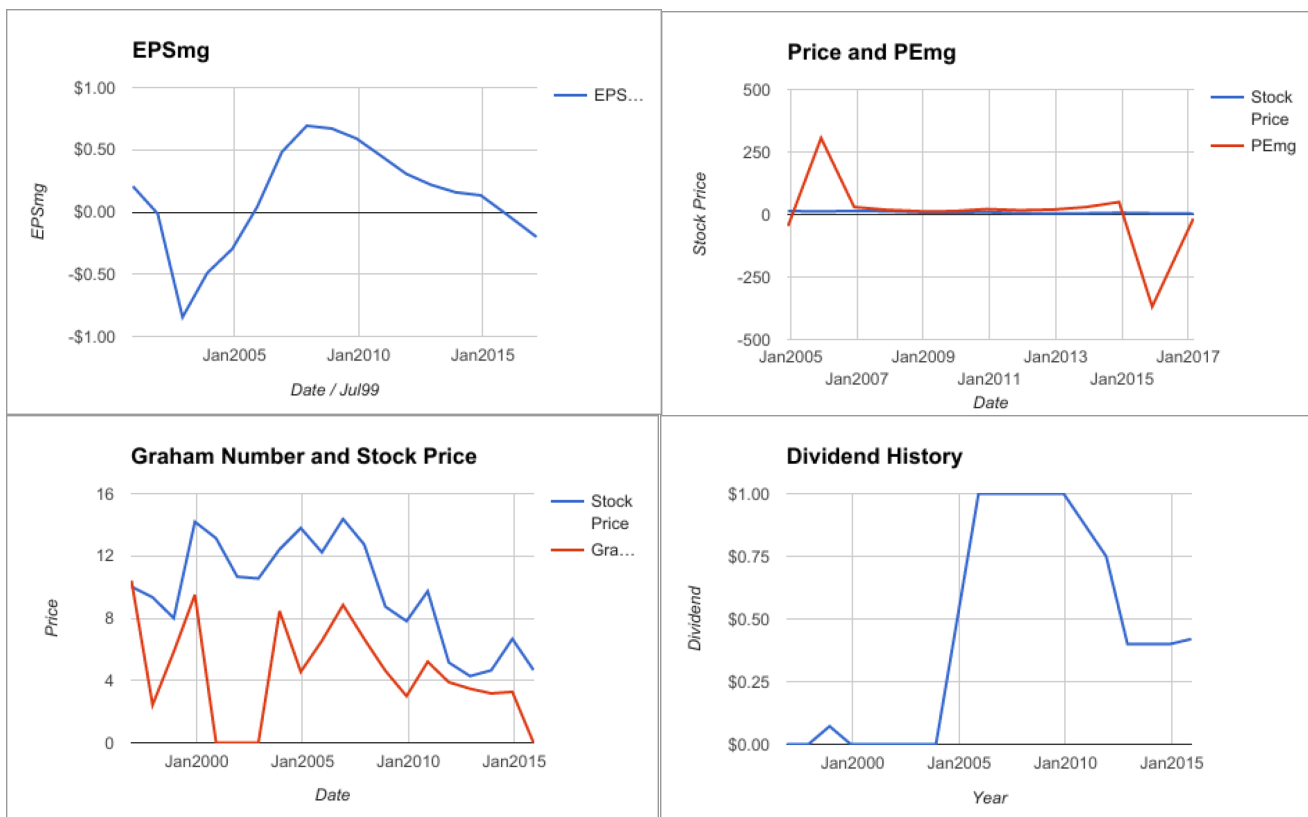 EPSmg
$1.00
$0.50
$0.00
-$0.50
-$1.00
EPSmg
EPS…
Jan2005
Jan2010
Jan2015
Date / Jul99
Price and PEmg
500
250
0
-250
-500
Stock Price
Stock
Price
PEmg
Jan2005
Jan2009
Jan2013
Jan2017
Jan2007
Jan2011
Jan2015
Date
Graham Number and Stock Price
16
12
8
4
0
Price
Stock
Price
Gra…
Jan2000
Jan2005
Jan2010
Jan2015
Date
Dividend History
$1.00
$0.75
$0.50
$0.25
$0.00
Dividend
Jan2000
Jan2005
Jan2010
Jan2015
Year